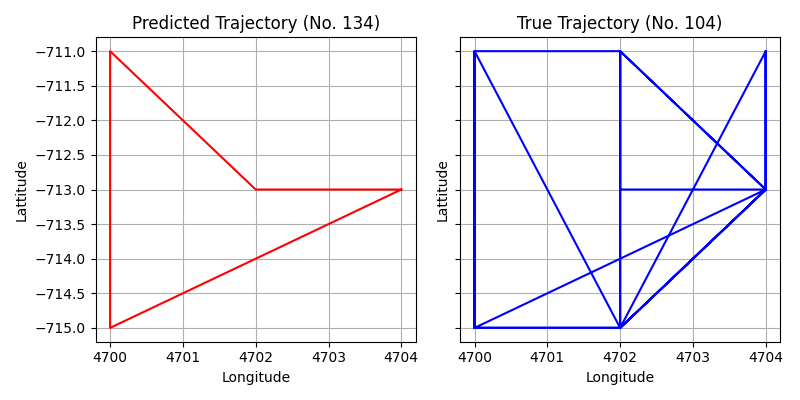 Predicted Trajectory (No. 134)
True Trajectory (No. 104)
Lattitude
−711.0
−711.5
−712.0
−712.5
−713.0
−713.5
−714.0
−714.5
−715.0
4700 4701 4702 4703 4704
Longitude
Lattitude
4700 4701 4702 4703 4704
Longitude